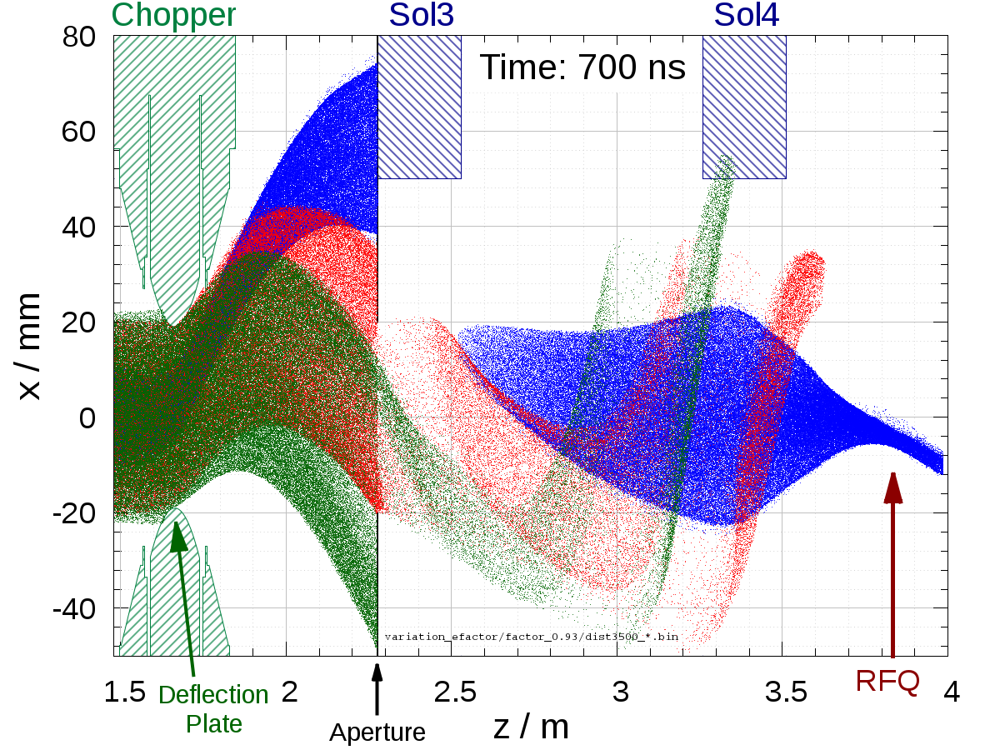 Chopper Sol3 Sol4
80
Time: 700 ns
60
40
20
0
-20
-40
x / mm
variation_efactor/factor_0.93/dist3500_*.bin
1.5 2 2.5 3 3.5 4
Deflection
Plate
Aperture
z / m
RFQ